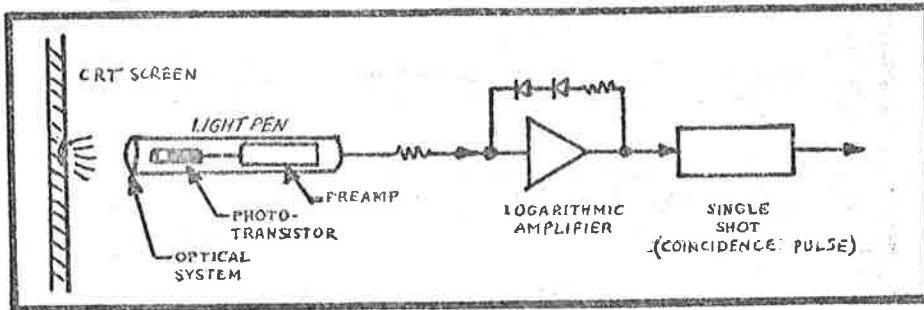 CRT SCREEN
LIGHT PEN
PREAMP
PHOTO-
TRANSISTOR
OPTICAL
SYSTEM
LOGARITHMIC
AMPLIFIER
SINGLE
SHOT
(COINCIDENCE PULSE)